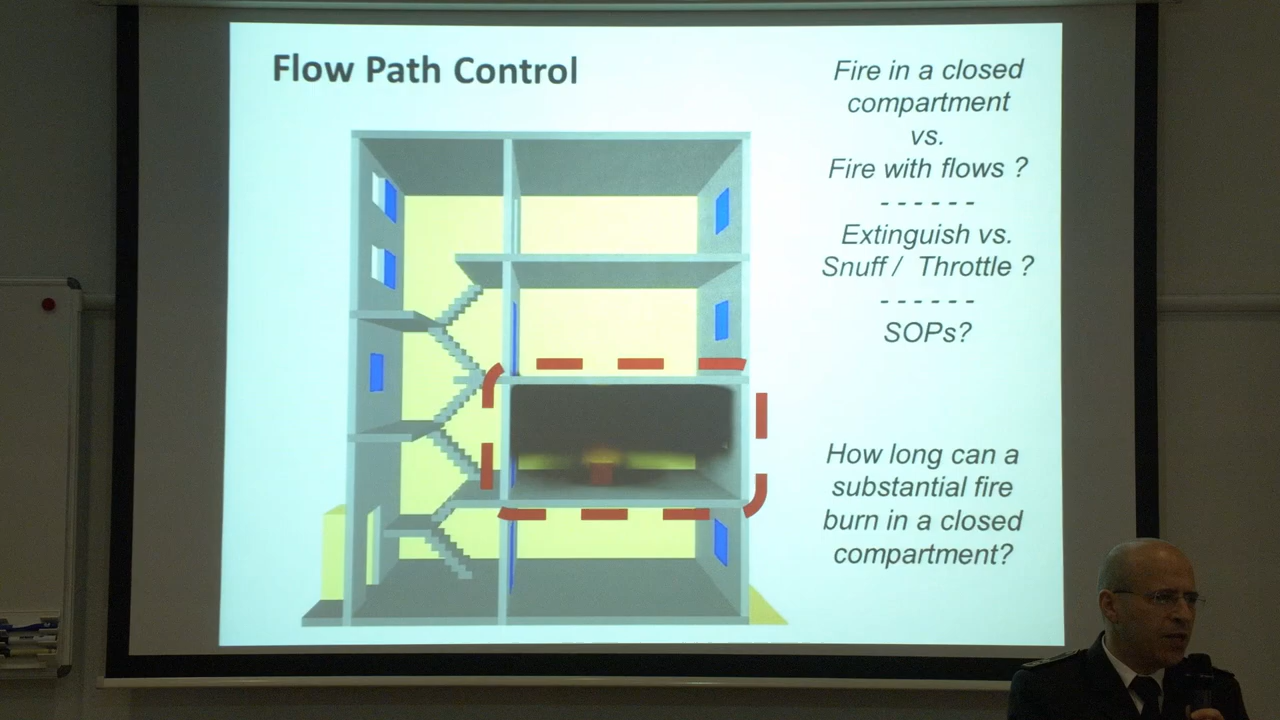 Flow Path Control
Fire in a closed
compartment
vs.
Fire with flows ?
- - - - - -
Extinguish vs.
Snuff / Throttle ?
- - - - - -
SOPs?
How long can a
substantial fire
burn in a closed
compartment?